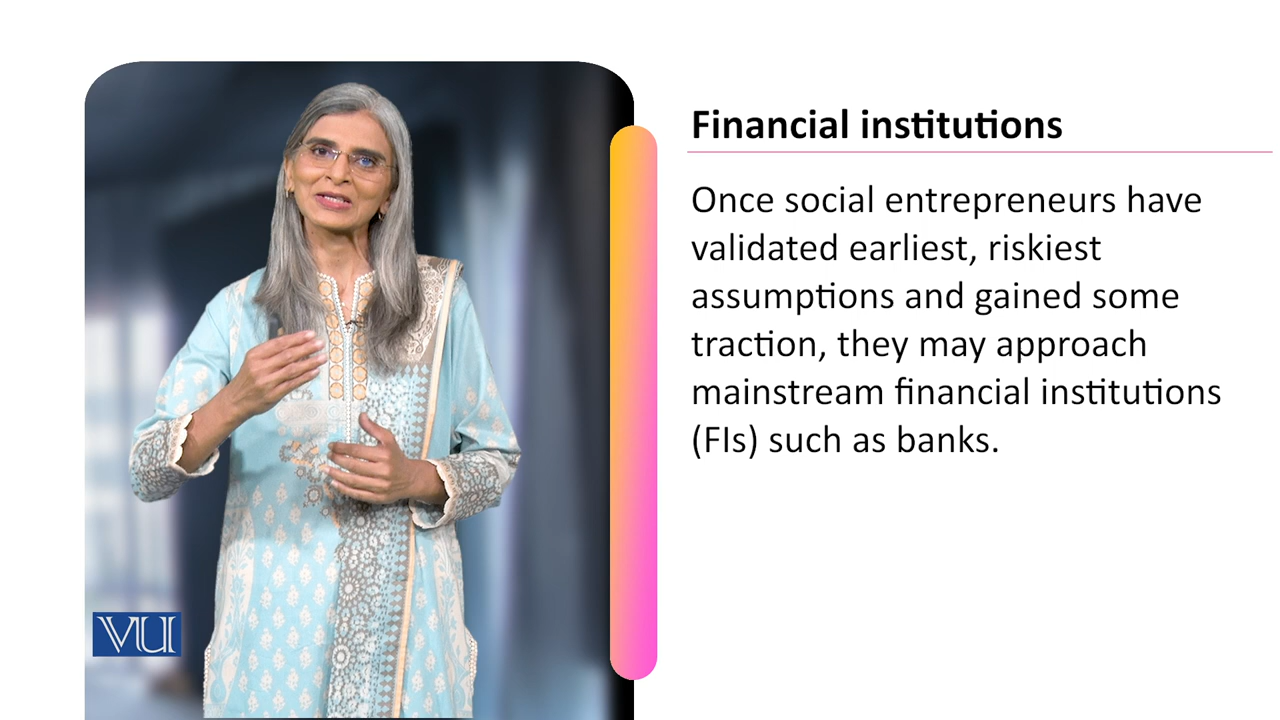 Financial institutions
Once social entrepreneurs have
validated earliest, riskiest
assumptions and gained some
traction, they may approach
mainstream financial institutions
(FIs) such as banks.
VU